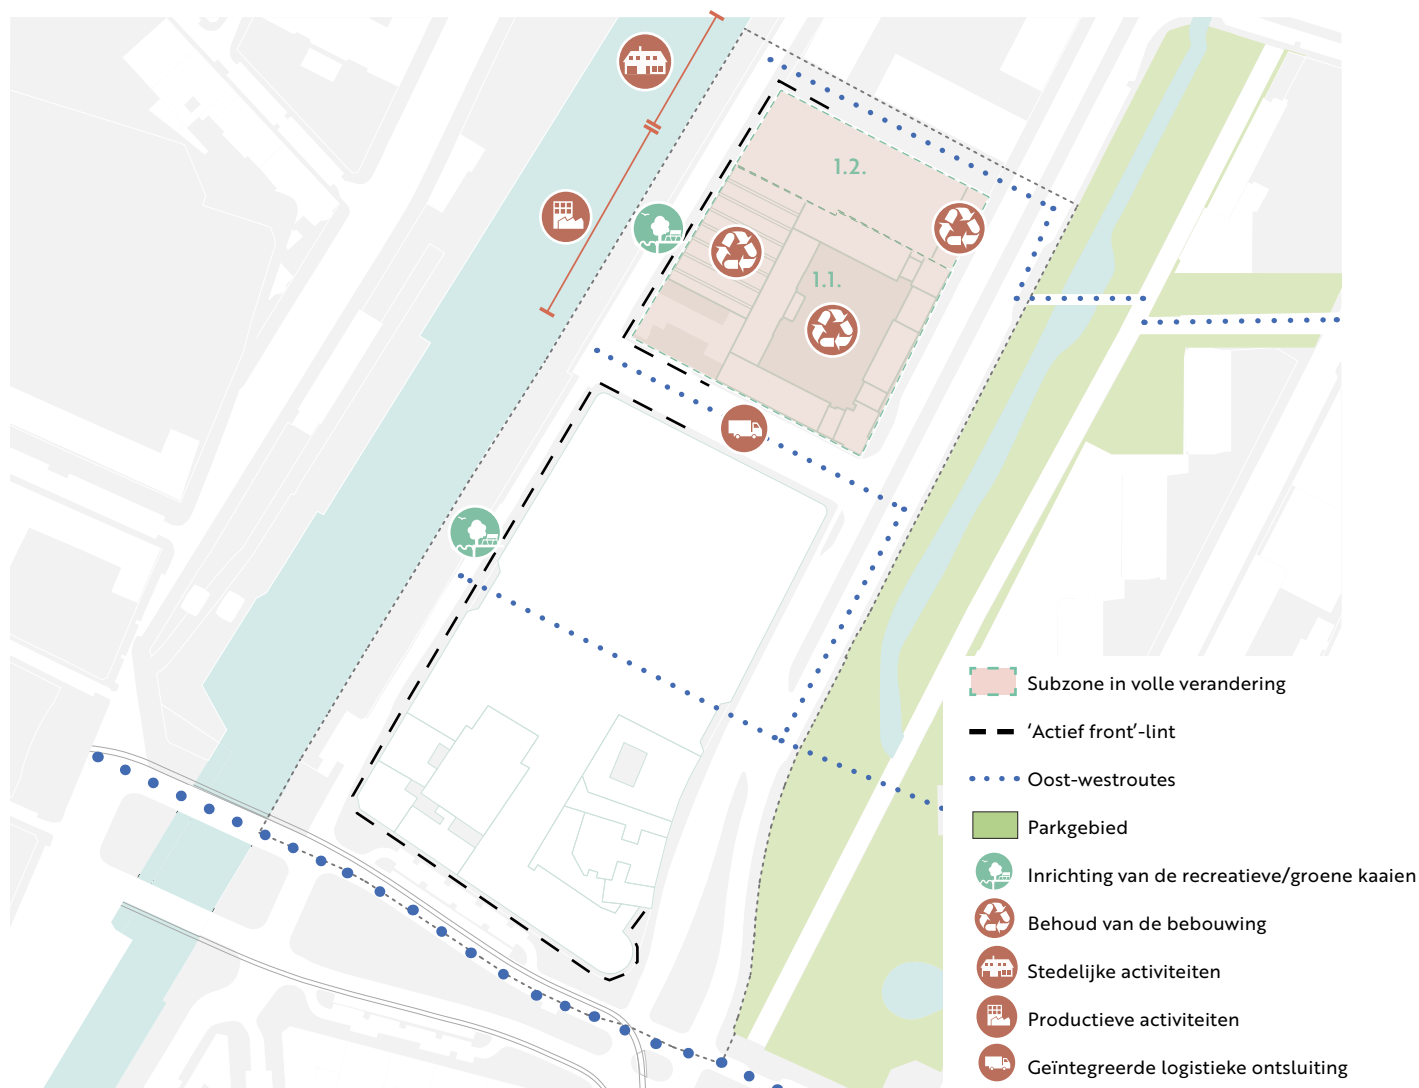 1.2.
1.1.
Subzone in volle verandering
‘Actief front’-lint
Oost-westroutes
Parkgebied
Inrichting van de recreatieve/groene kaaien
Behoud van de bebouwing
Stedelijke activiteiten
Productieve activiteiten
Geïntegreerde logistieke ontsluiting